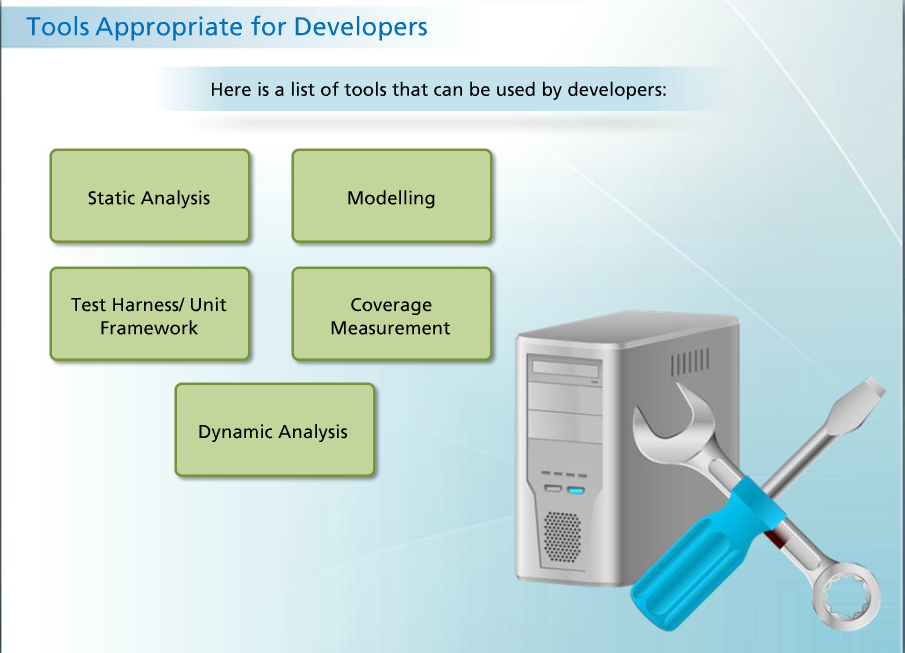 Tools Appropriate for Developers
Here is a list of tools that can be used by developers:
Static Analysis
Modelling
Test Harness/ Unit
Framework
Coverage
Measurement
Dynamic Analysis